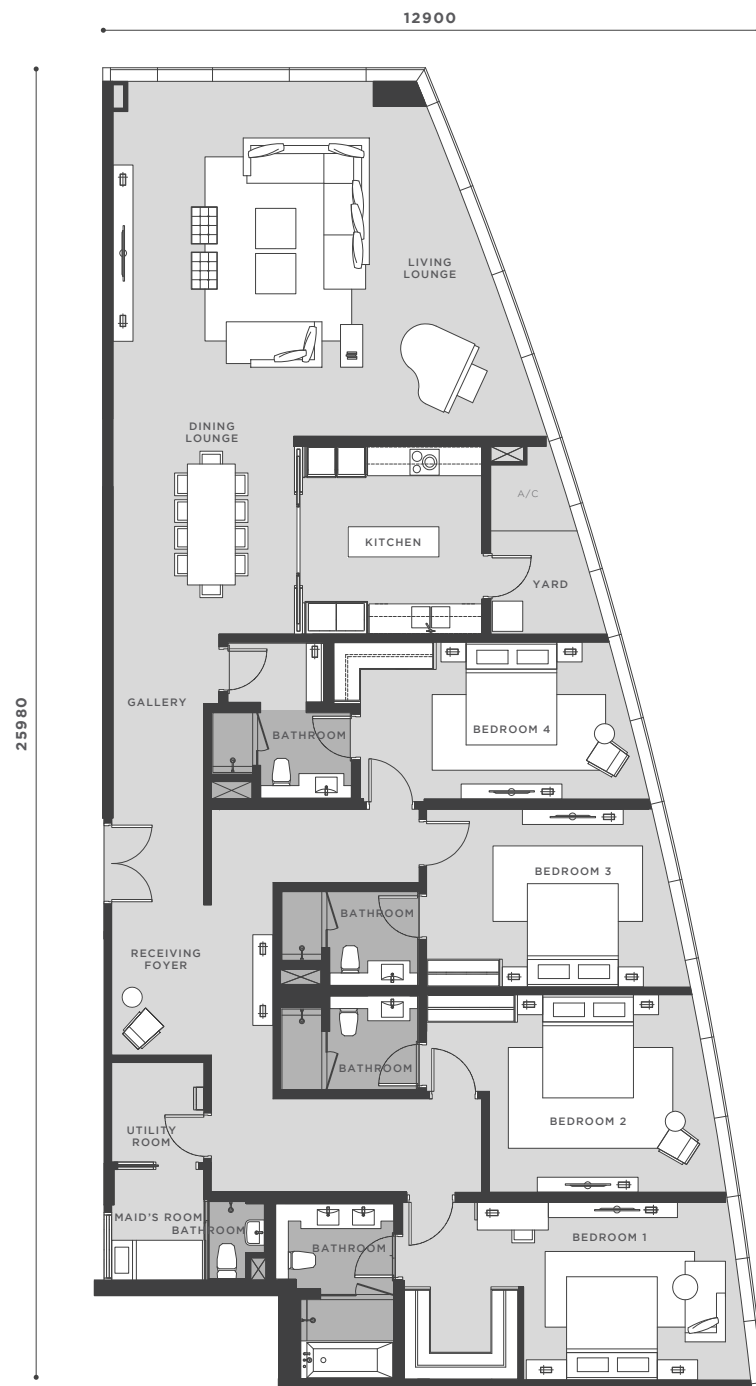 12900
25980
LIVING
LOUNGE
DINING
LOUNGE
A/C
KITCHEN
YARD
GALLERY
BATHROOM
BEDROOM 4
BEDROOM 3
BATHROOM
RECEIVING
FOYER
BATHROOM
BEDROOM 2
UTILITY
ROOM
MAID'S ROOM
BATHROOM
BATHROOM
BEDROOM 1